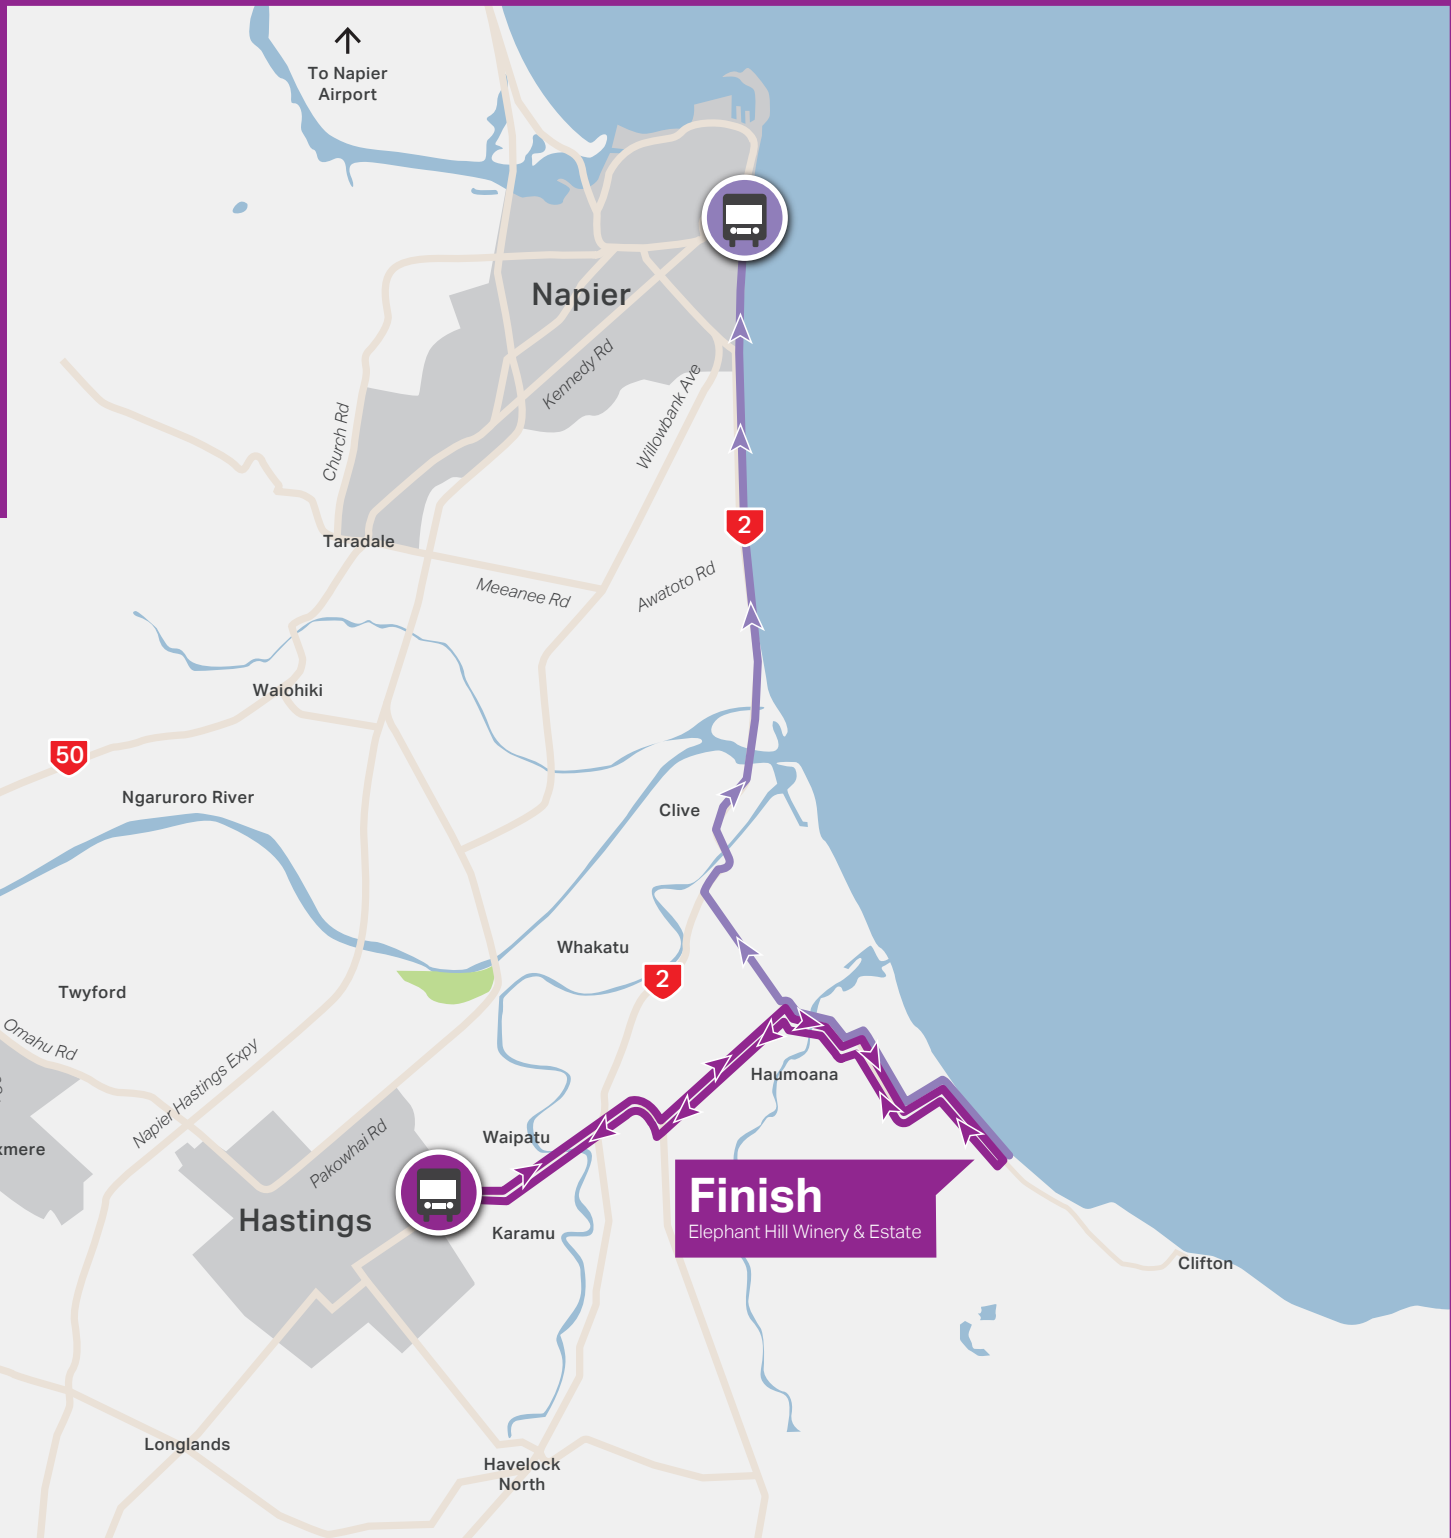 To Napier
Airport
Napier
Kennedy Rd
Willowbank Ave
Church Rd
2
Taradale
Meeanee Rd
Awatoto Rd
Waiohiki
50
Ngaruroro River
Clive
Whakatu
2
Twyford
Omahu Rd
Napier Hastings Expy
Haumoana
Waipatu
Pakowhai Rd
Finish
Elephant Hill Winery & Estate
Hastings
Karamu
Clifton
Longlands
Havelock
North